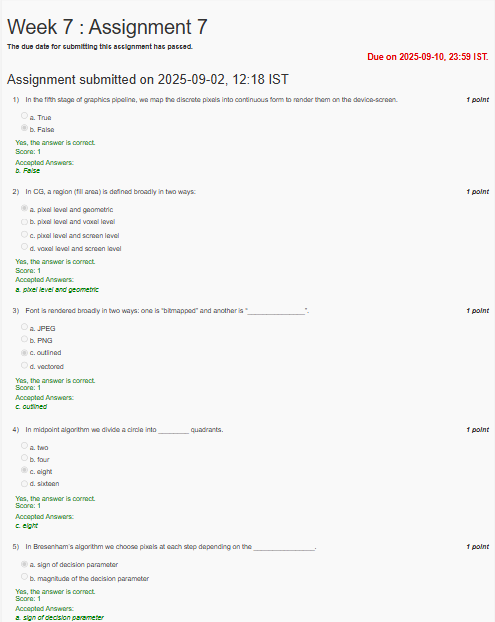 Week 7 : Assignment 7
The due date for submitting this assignment has passed.
Due on 2025-09-10, 23:59 IST.
Assignment submitted on 2025-09-02, 12:18 IST
1) In the fifth stage of graphics pipeline, we map the discrete pixels into continuous form to render them on the device-screen. 1 point
a. True
b. False
Yes, the answer is correct.
Score: 1
Accepted Answers:
b. False
2) In CG, a region (fill area) is defined broadly in two ways: 1 point
a. pixel level and geometric
b. pixel level and voxel level
c. pixel level and screen level
d. voxel level and screen level
Yes, the answer is correct.
Score: 1
Accepted Answers:
a. pixel level and geometric
3) Font is rendered broadly in two ways: one is "bitmapped" and another is "_______________". 1 point
a. JPEG
b. PNG
c. outlined
d. vectored
Yes, the answer is correct.
Score: 1
Accepted Answers:
c. outlined
4) In midpoint algorithm we divide a circle into ________ quadrants. 1 point
a. two
b. four
c. eight
d. sixteen
Yes, the answer is correct.
Score: 1
Accepted Answers:
c. eight
5) In Bresenham's algorithm we choose pixels at each step depending on the ________________. 1 point
a. sign of decision parameter
b. magnitude of the decision parameter
Yes, the answer is correct.
Score: 1
Accepted Answers:
a. sign of decision parameter